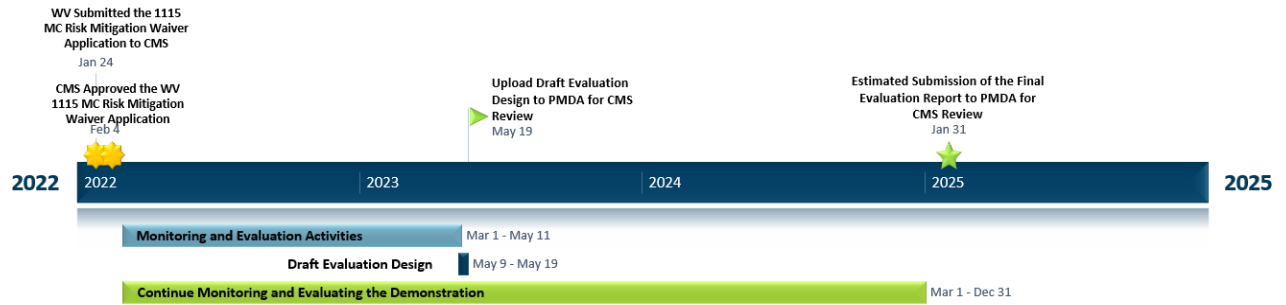 WV Submitted the 1115
MC Risk Mitigation Waiver
Application to CMS
Jan 24
CMS Approved the WV
1115 MC Risk Mitigation
Waiver Application
Feb 4
Upload Draft Evaluation
Design to PMDA for CMS
Review
May 19
Estimated Submission of the Final
Evaluation Report to PMDA for
CMS Review
Jan 31
2022
2022
2023
2024
2025
2025
Monitoring and Evaluation Activities
Mar 1 - May 11
Draft Evaluation Design
May 9 - May 19
Continue Monitoring and Evaluating the Demonstration
Mar 1 - Dec 31